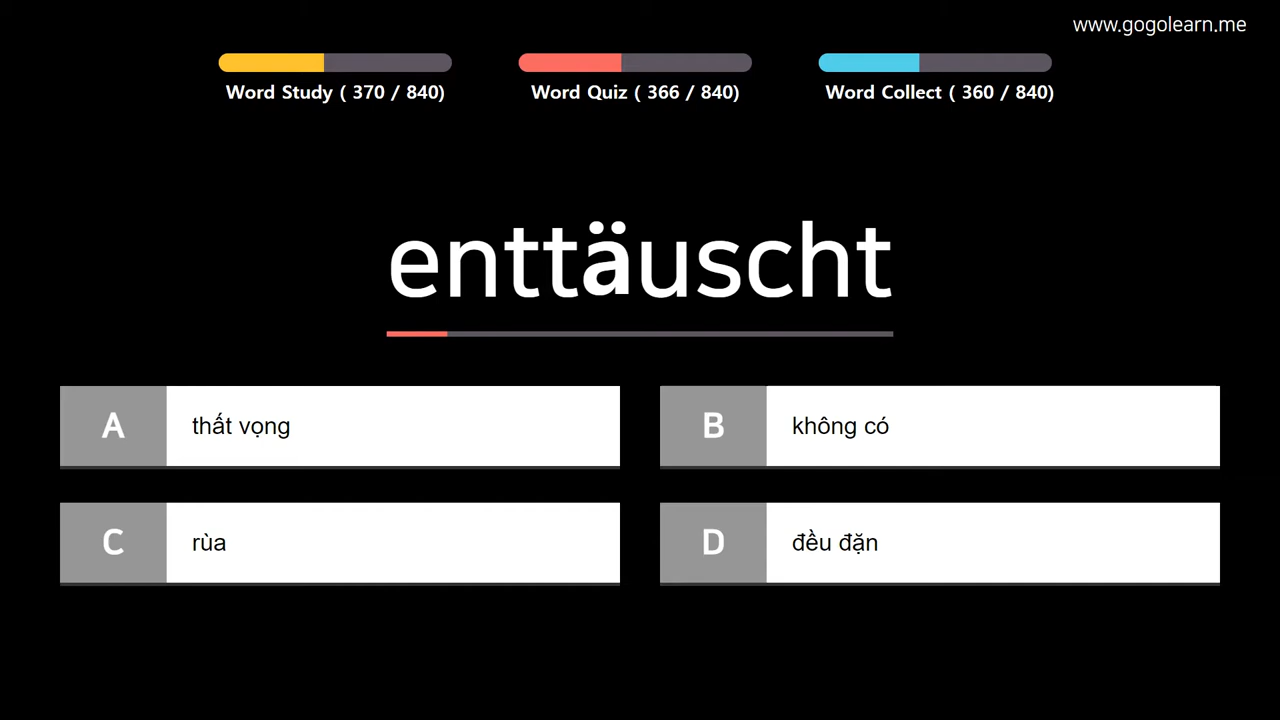 www.gogolearn.me
Word Study ( 370 / 840)
Word Quiz ( 366 / 840)
Word Collect ( 360 / 840)
enttäuscht
A
thất vọng
B
không có
C
rùa
D
đều đặn